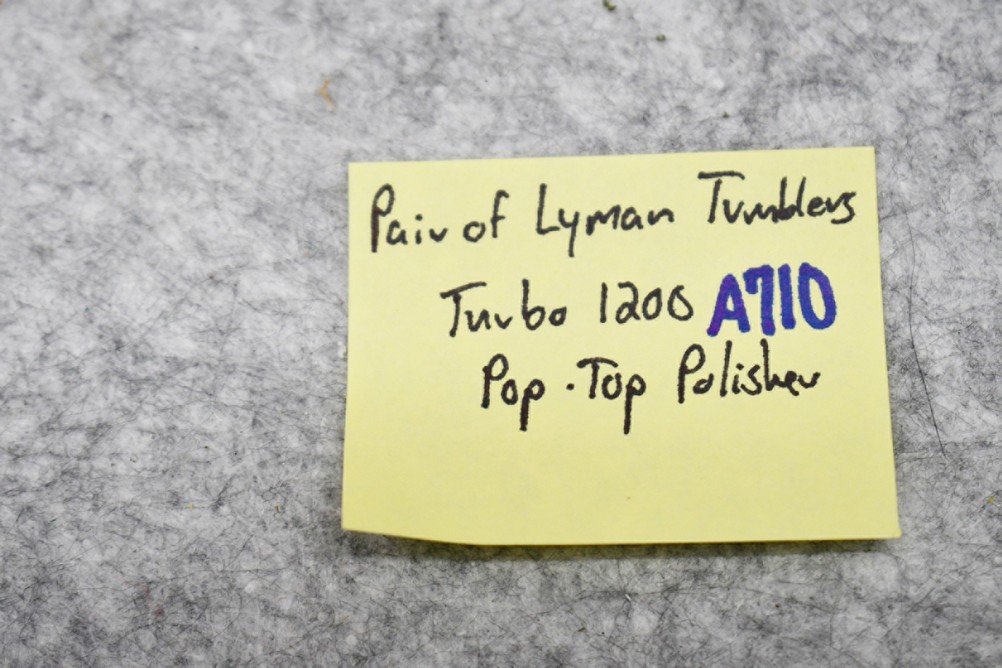 Pair of Lyman Tumblers
Turbo 1200 A710
Pop-Top Polisher